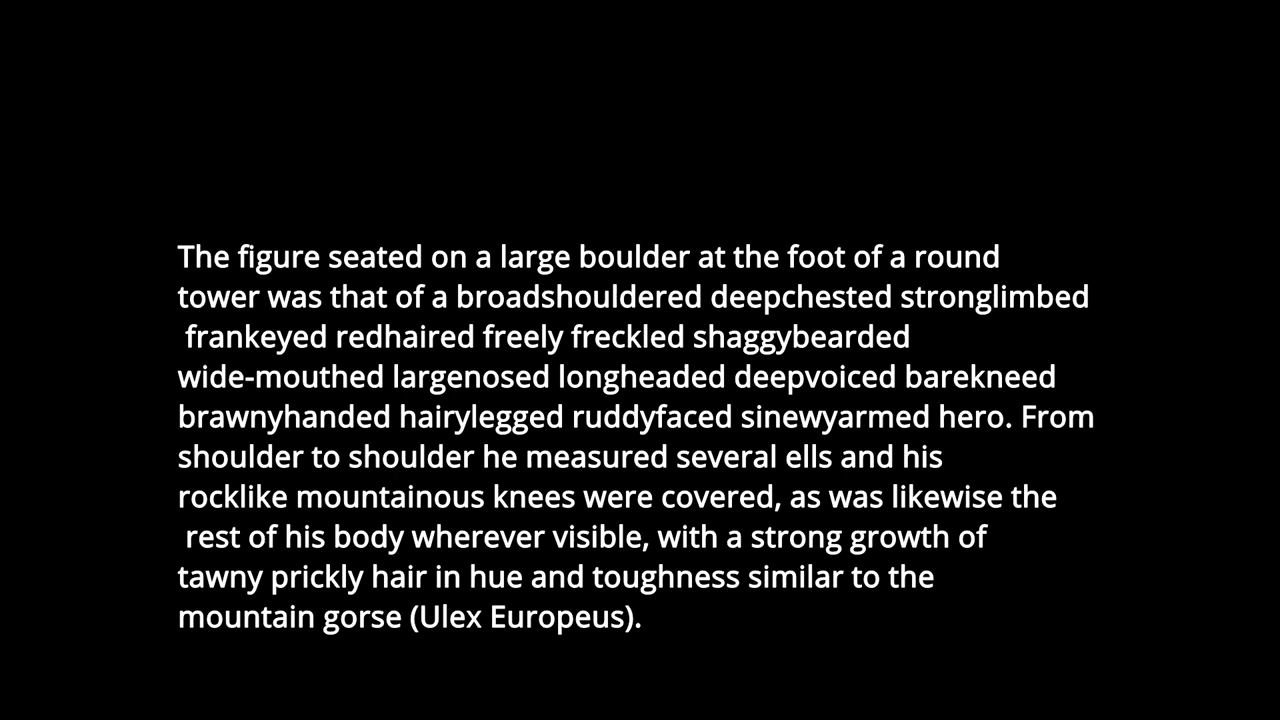 The figure seated on a large boulder at the foot of a round
tower was that of a broadshouldered deepchested stronglimbed
frankeyed redhaired freely freckled shaggybearded
wide-mouthed largenosed longheaded deepvoiced barekneed
brawnyhanded hairylegged ruddyfaced sinewyarmed hero. From
shoulder to shoulder he measured several ells and his
rocklike mountainous knees were covered, as was likewise the
rest of his body wherever visible, with a strong growth of
tawny prickly hair in hue and toughness similar to the
mountain gorse (Ulex Europeus).